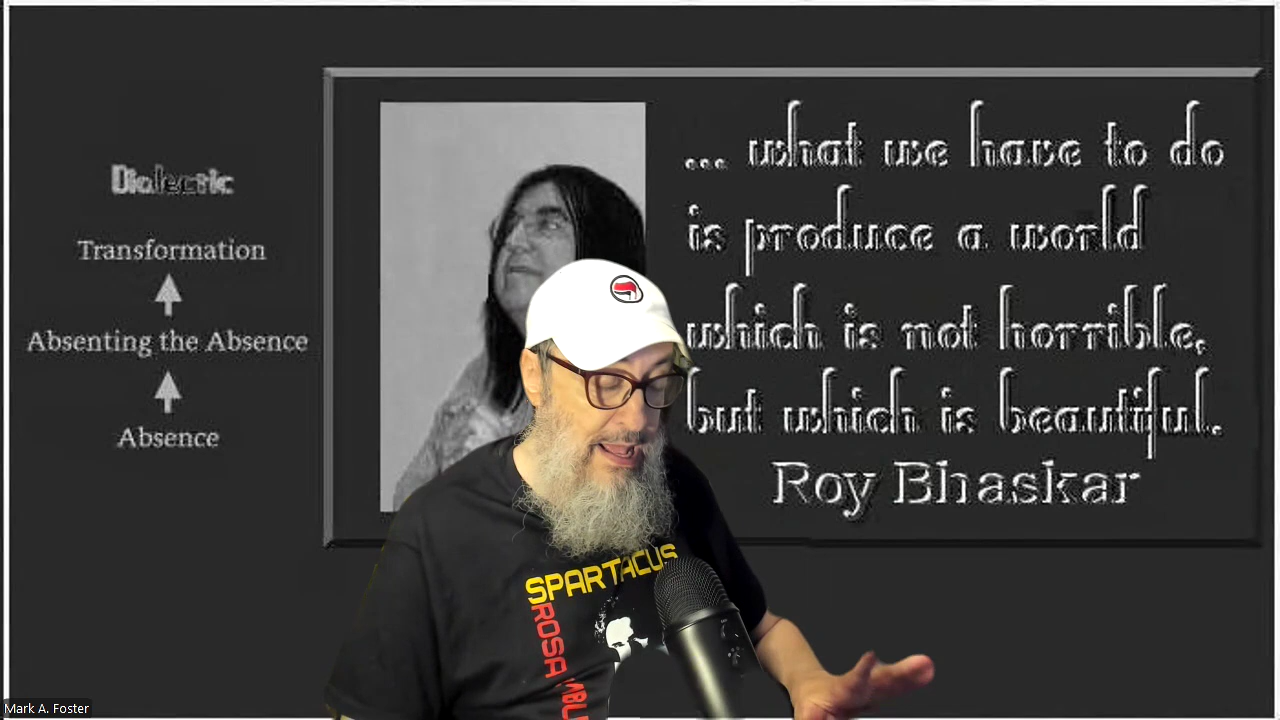 Dialectic
Transformation
Absenting the Absence
Absence
... what we have to do
is produce a world
which is not horrible,
but which is beautiful.
Roy Bhaskar
SPARTACUS
ROSA
Mark A. Foster